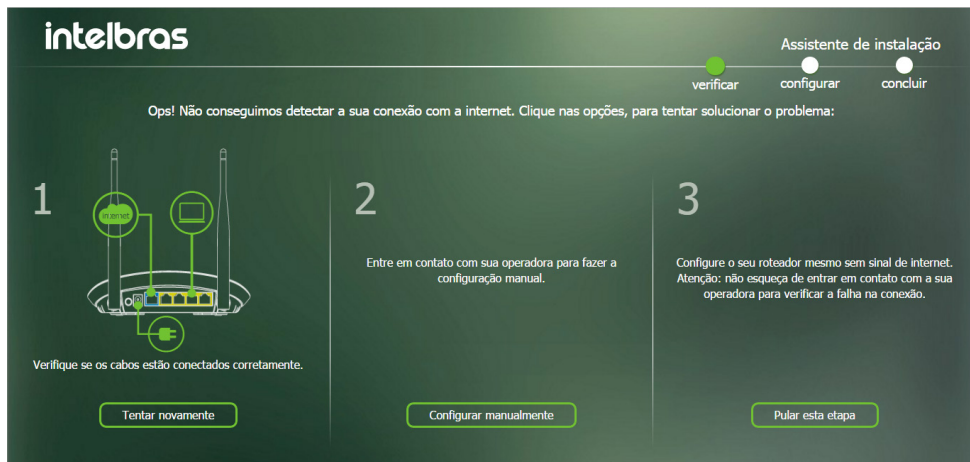 intelbras
Assistente de instalação
verificar
configurar
concluir
Ops! Não conseguimos detectar a sua conexão com a internet. Clique nas opções, para tentar solucionar o problema:
1
internet
Verifique se os cabos estão conectados corretamente.
Tentar novamente
2
Entre em contato com sua operadora para fazer a
configuração manual.
Configurar manualmente
3
Configure o seu roteador mesmo sem sinal de internet.
Atenção: não esqueça de entrar em contato com a sua
operadora para verificar a falha na conexão.
Pular esta etapa